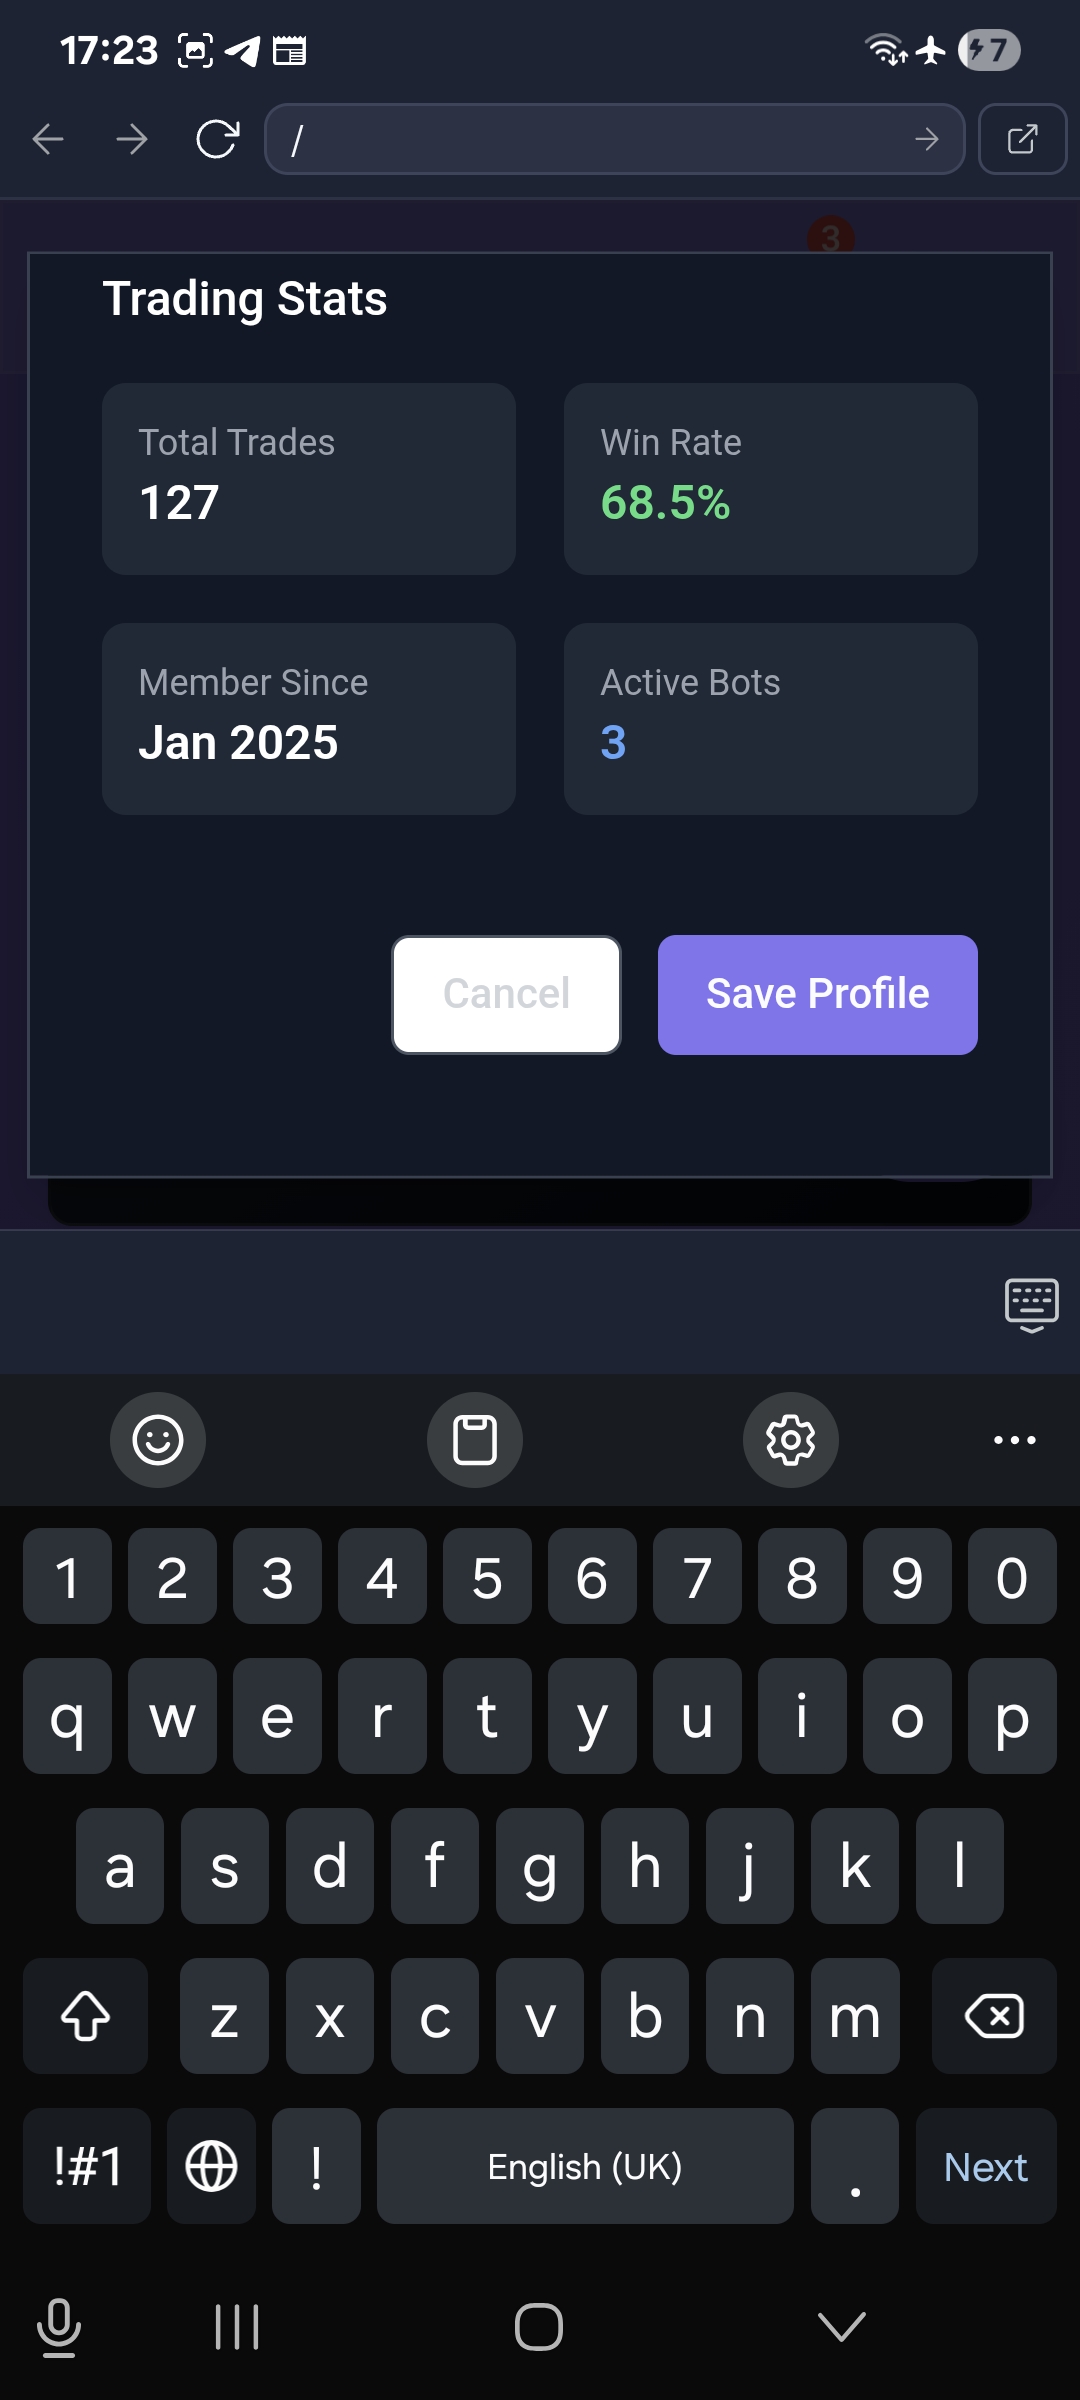 17:23
7
/
3
Trading Stats
Total Trades
127
Win Rate
68.5%
Member Since
Jan 2025
Active Bots
3
Cancel
Save Profile
1 2 3 4 5 6 7 8 9 0
q w e r t y u i o p
a s d f g h j k l
z x c v b n m
!#1 ! English (UK) . Next